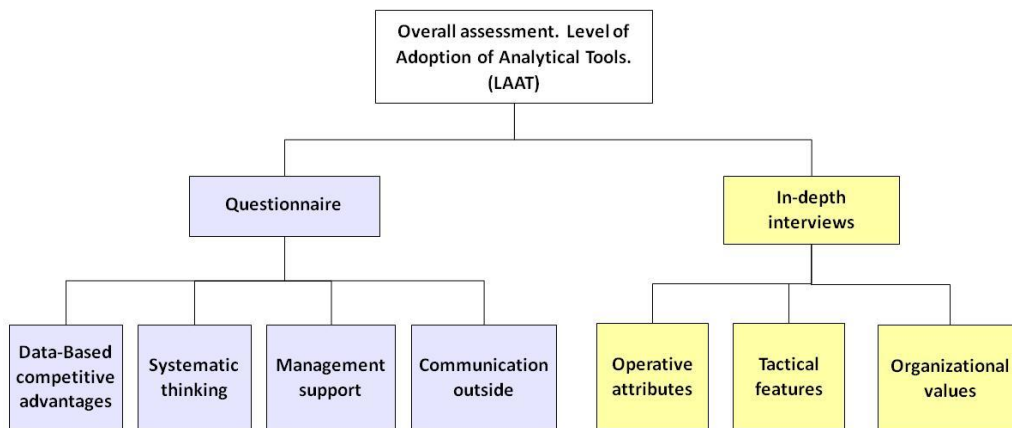 Overall assessment. Level of
Adoption of Analytical Tools.
(LAAT)
Questionnaire
In-depth
interviews
Data-Based
competitive
advantages
Systematic
thinking
Management
support
Communication
outside
Operative
attributes
Tactical
features
Organizational
values